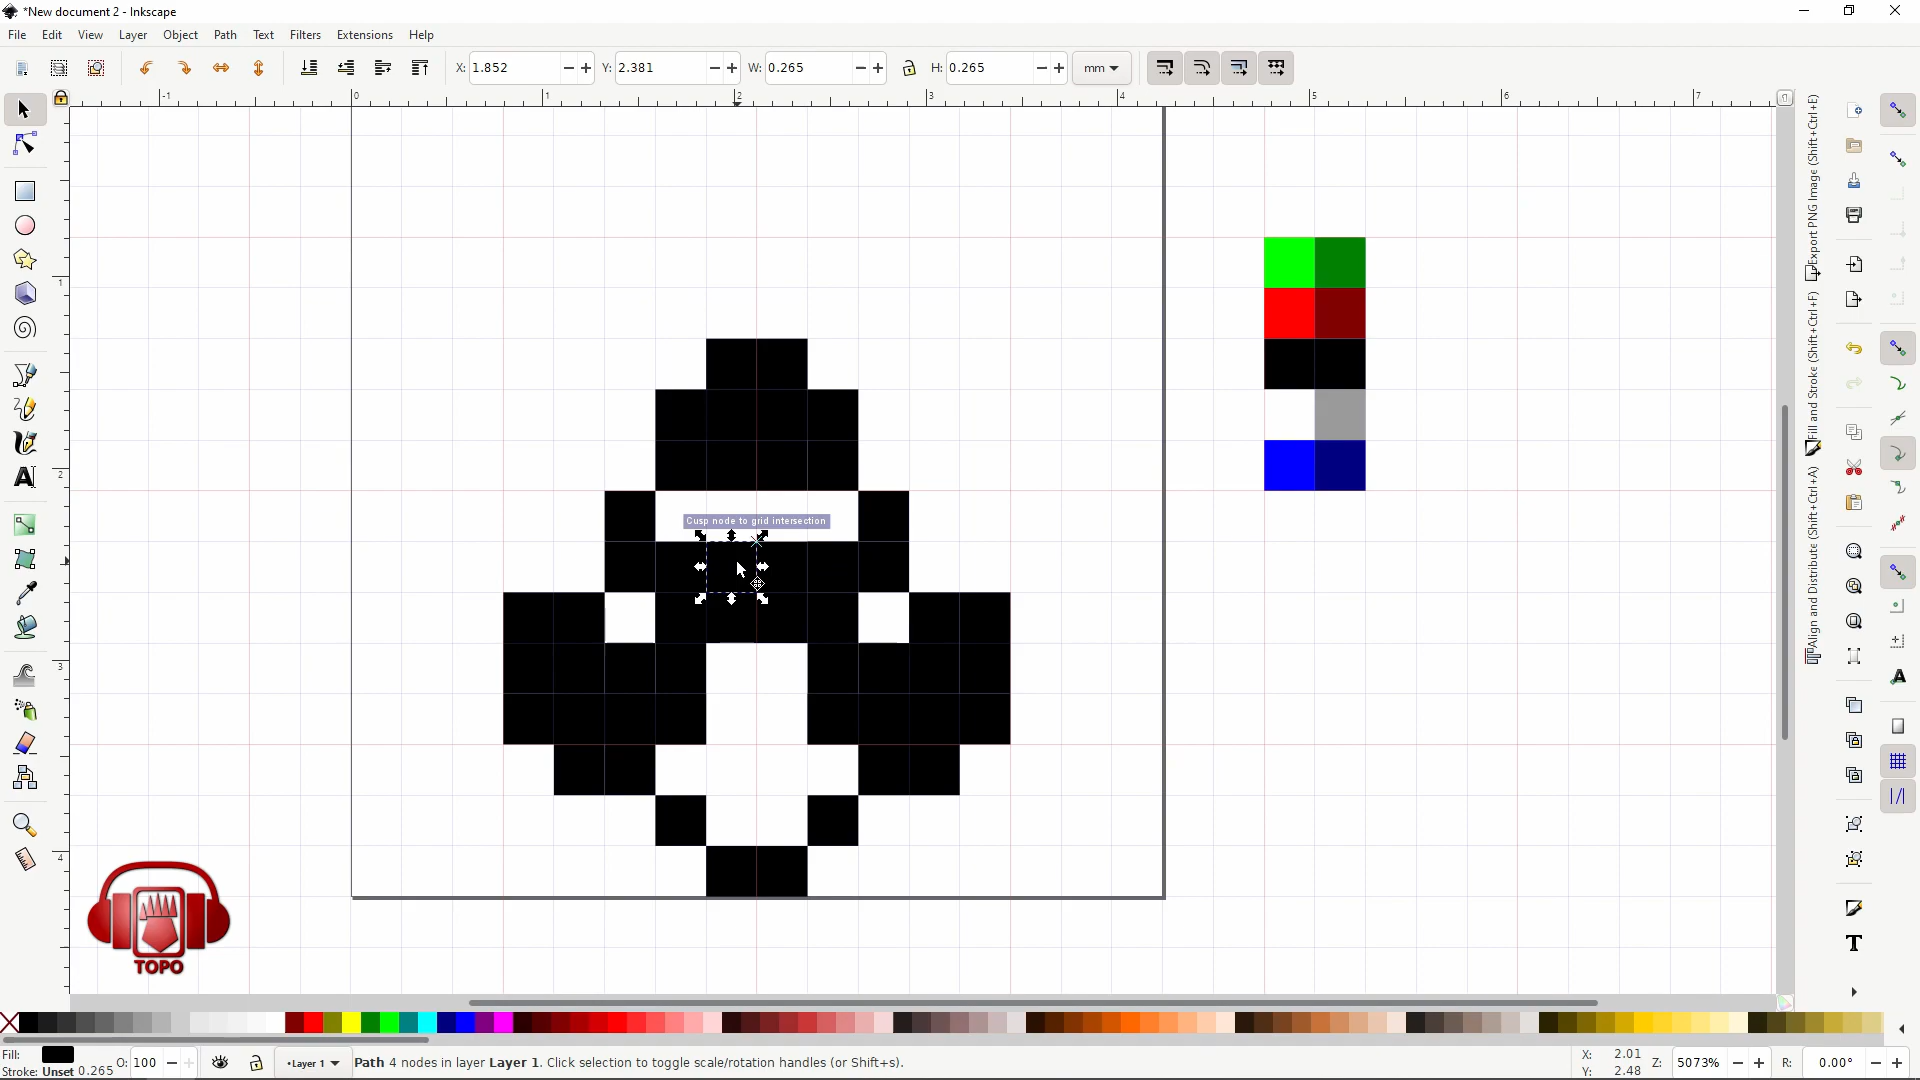 *New document 2 - Inkscape
File Edit View Layer Object Path Text Filters Extensions Help
X: 1.852 Y: 2.381 W: 0.265 H: 0.265 mm
-1 0 1 2 3 4 5 6 7
1
2
3
4
Cusp node to grid intersection
Export PNG Image (Shift+Ctrl+E)
Fill and Stroke (Shift+Ctrl+F)
Align and Distribute (Shift+Ctrl+A)
TOPO
Fill: O: 100 •Layer 1 Path 4 nodes in layer Layer 1. Click selection to toggle scale/rotation handles (or Shift+s). X: 2.01 Z: 5073% R: 0.00°
Stroke: Unset 0.265 Y: 2.48